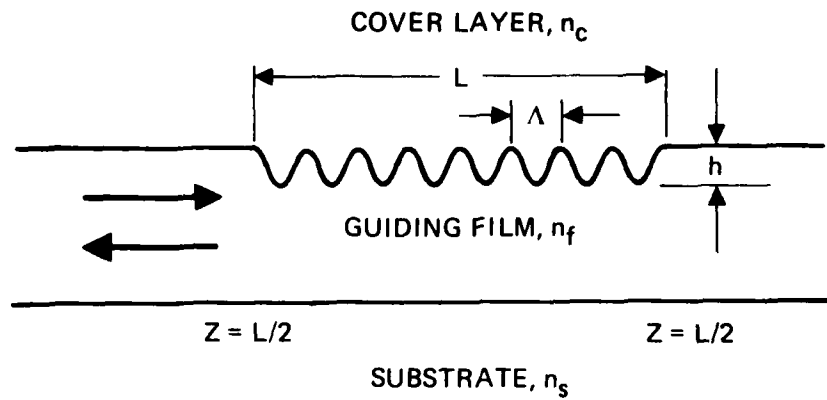 COVER LAYER, n_c
L
Λ
h
GUIDING FILM, n_f
Z = L/2 Z = L/2
SUBSTRATE, n_s